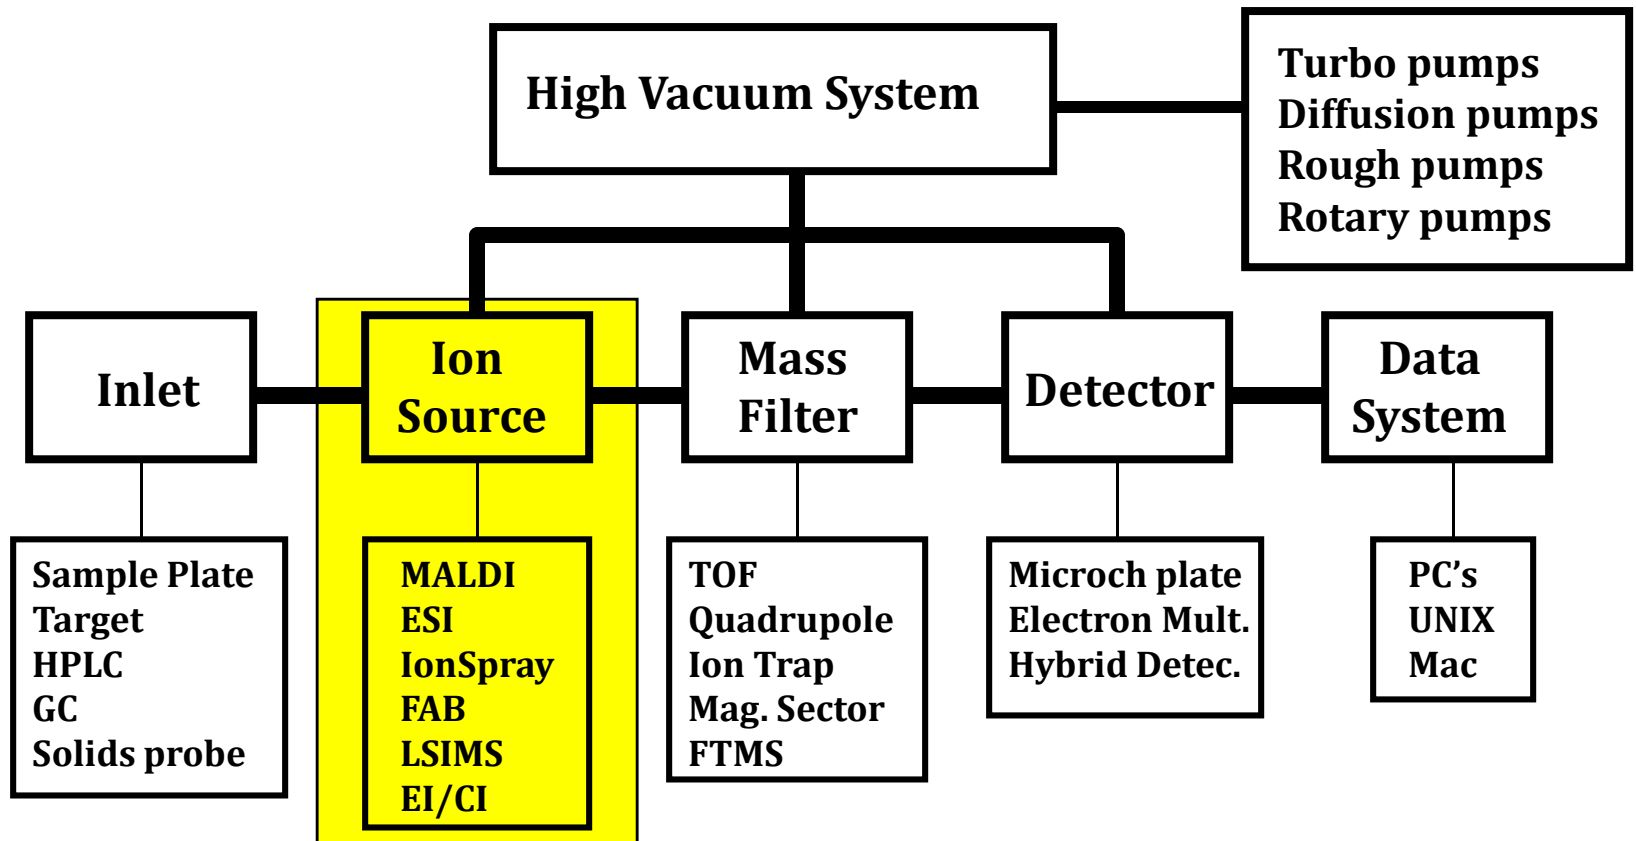 High Vacuum System
Turbo pumps
Diffusion pumps
Rough pumps
Rotary pumps
Inlet
Ion
Source
Mass
Filter
Detector
Data
System
Sample Plate
Target
HPLC
GC
Solids probe
MALDI
ESI
IonSpray
FAB
LSIMS
EI/CI
TOF
Quadrupole
Ion Trap
Mag. Sector
FTMS
Microch plate
Electron Mult.
Hybrid Detec.
PC’s
UNIX
Mac